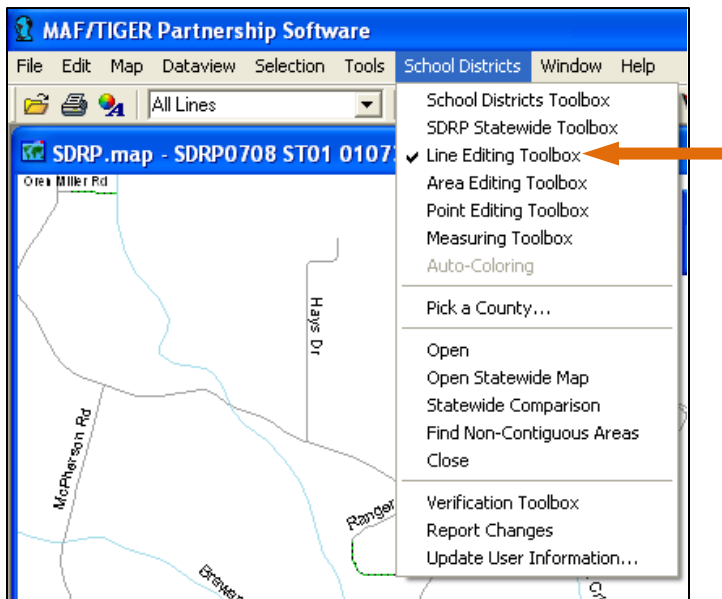 MAF/TIGER Partnership Software
File Edit Map Dataview Selection Tools School Districts Window Help
All Lines
SDRP.map - SDRP0708 ST01 0107
School Districts Toolbox
SDRP Statewide Toolbox
Line Editing Toolbox
Area Editing Toolbox
Point Editing Toolbox
Measuring Toolbox
Auto-Coloring
Pick a County...
Open
Open Statewide Map
Statewide Comparison
Find Non-Contiguous Areas
Close
Verification Toolbox
Report Changes
Update User Information...
Miller Rd
Hays Dr
McPherson Rd
Ranger
Brewer